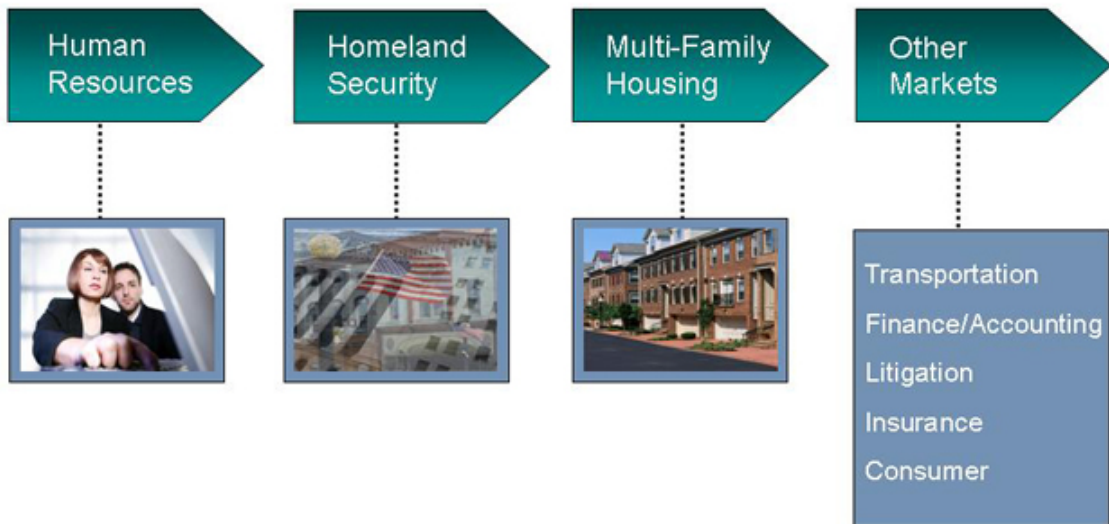 Human
Resources
Homeland
Security
Multi-Family
Housing
Other
Markets
Transportation
Finance/Accounting
Litigation
Insurance
Consumer